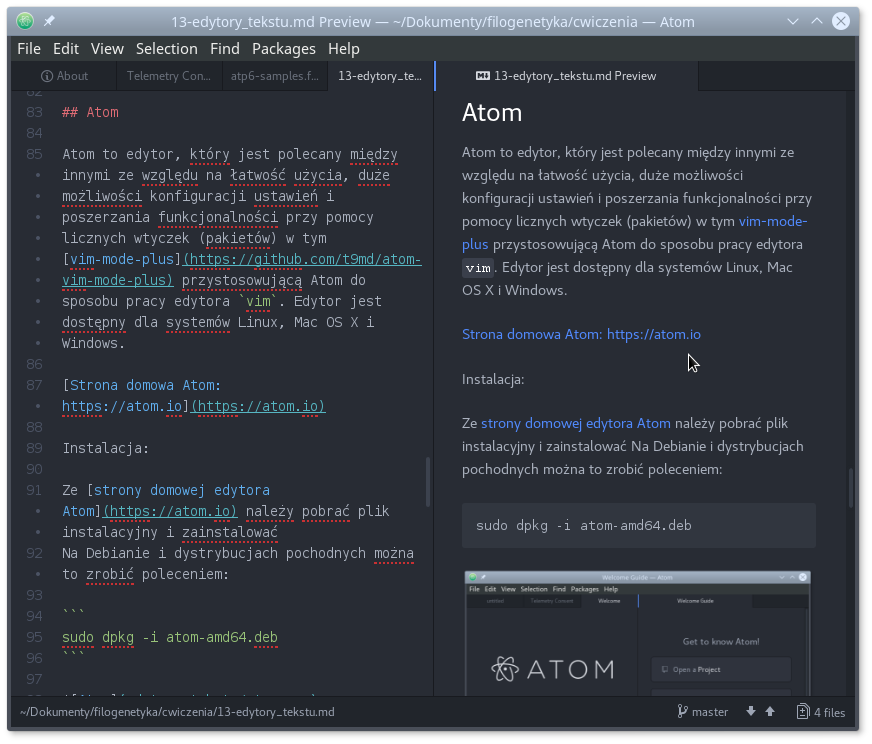 13-edytory_tekstu.md Preview — ~/Dokumenty/filogenetyka/cwiczenia — Atom
File Edit View Selection Find Packages Help
About Telemetry Con... atp6-samples.f... 13-edytory_te... 13-edytory_tekstu.md Preview
82
83 ## Atom
84
85 Atom to edytor, który jest polecany między
innymi ze względu na łatwość użycia, duże
możliwości konfiguracji ustawień i
poszerzania funkcjonalności przy pomocy
licznych wtyczek (pakietów) w tym
[vim-mode-plus](https://github.com/t9md/atom-
vim-mode-plus) przystosowującą Atom do
sposobu pracy edytora `vim`. Edytor jest
dostępny dla systemów Linux, Mac OS X i
Windows.
86
87 [Strona domowa Atom:
https://atom.io](https://atom.io)
88
89 Instalacja:
90
91 Ze [strony domowej edytora
Atom](https://atom.io) należy pobrać plik
instalacyjny i zainstalować
92 Na Debianie i dystrybucjach pochodnych można
to zrobić poleceniem:
93
94 ```
95 sudo dpkg -i atom-amd64.deb
96 ```
97
Atom
Atom to edytor, który jest polecany między innymi ze
względu na łatwość użycia, duże możliwości
konfiguracji ustawień i poszerzania funkcjonalności przy
pomocy licznych wtyczek (pakietów) w tym vim-mode-
plus przystosowującą Atom do sposobu pracy edytora
vim. Edytor jest dostępny dla systemów Linux, Mac
OS X i Windows.
Strona domowa Atom: https://atom.io
Instalacja:
Ze strony domowej edytora Atom należy pobrać plik
instalacyjny i zainstalować Na Debianie i dystrybucjach
pochodnych można to zrobić poleceniem:
sudo dpkg -i atom-amd64.deb
Welcome Guide — Atom
File Edit View Selection Find Packages Help
untitled Telemetry Consent Welcome Welcome Guide
Get to know Atom!
ATOM
Open a Project
~/Dokumenty/filogenetyka/cwiczenia/13-edytory_tekstu.md
master 4 files